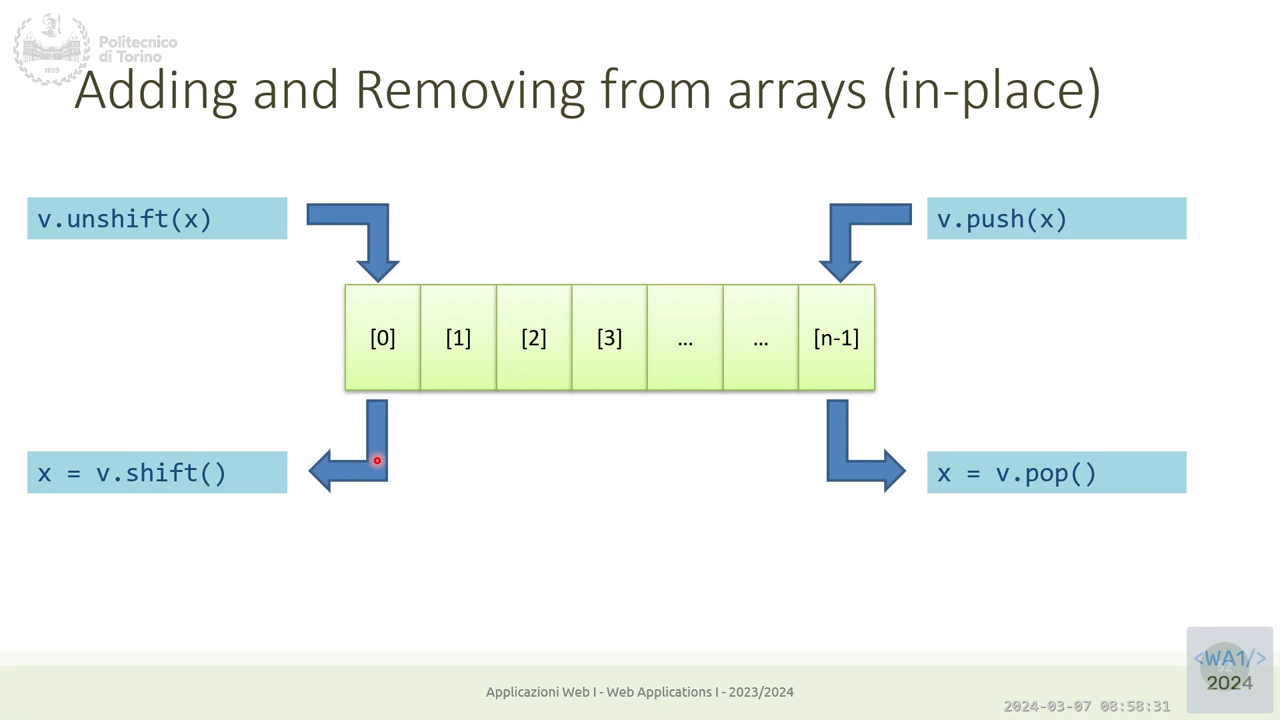 Politecnico
di Torino
1859
Adding and Removing from arrays (in-place)
v.unshift(x)
v.push(x)
[0] [1] [2] [3] ... ... [n-1]
x = v.shift()
x = v.pop()
<WA1/>
2024
Applicazioni Web I - Web Applications I - 2023/2024
2024-03-07 08:58:31